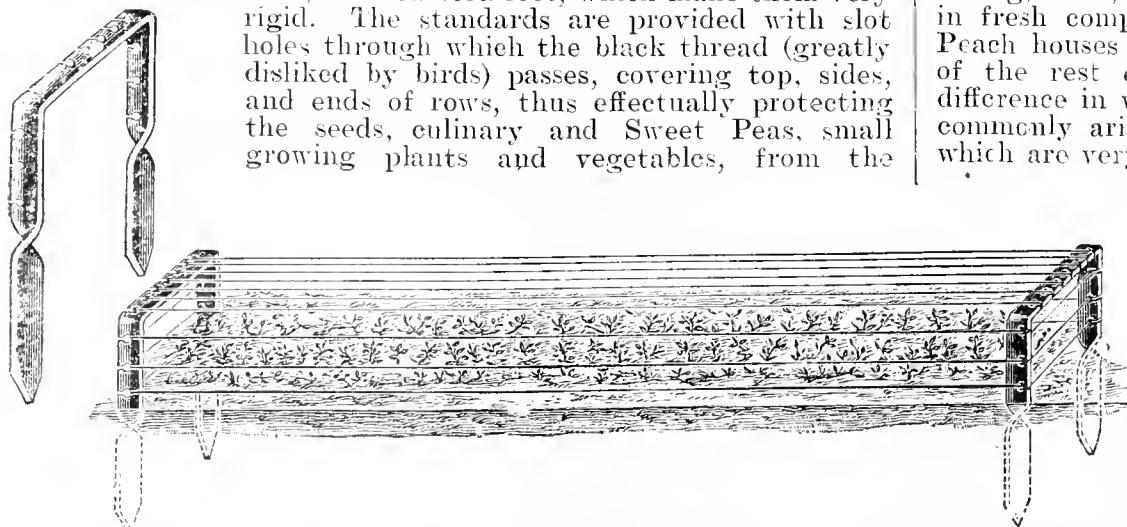 rigid. The standards are provided with slot
holes through which the black thread (greatly
disliked by birds) passes, covering top, sides,
and ends of rows, thus effectually protecting
the seeds, culinary and Sweet Peas, small
growing plants and vegetables, from the
in fresh comp
Peach houses
of the rest e
difference in v
commonly ari
which are very